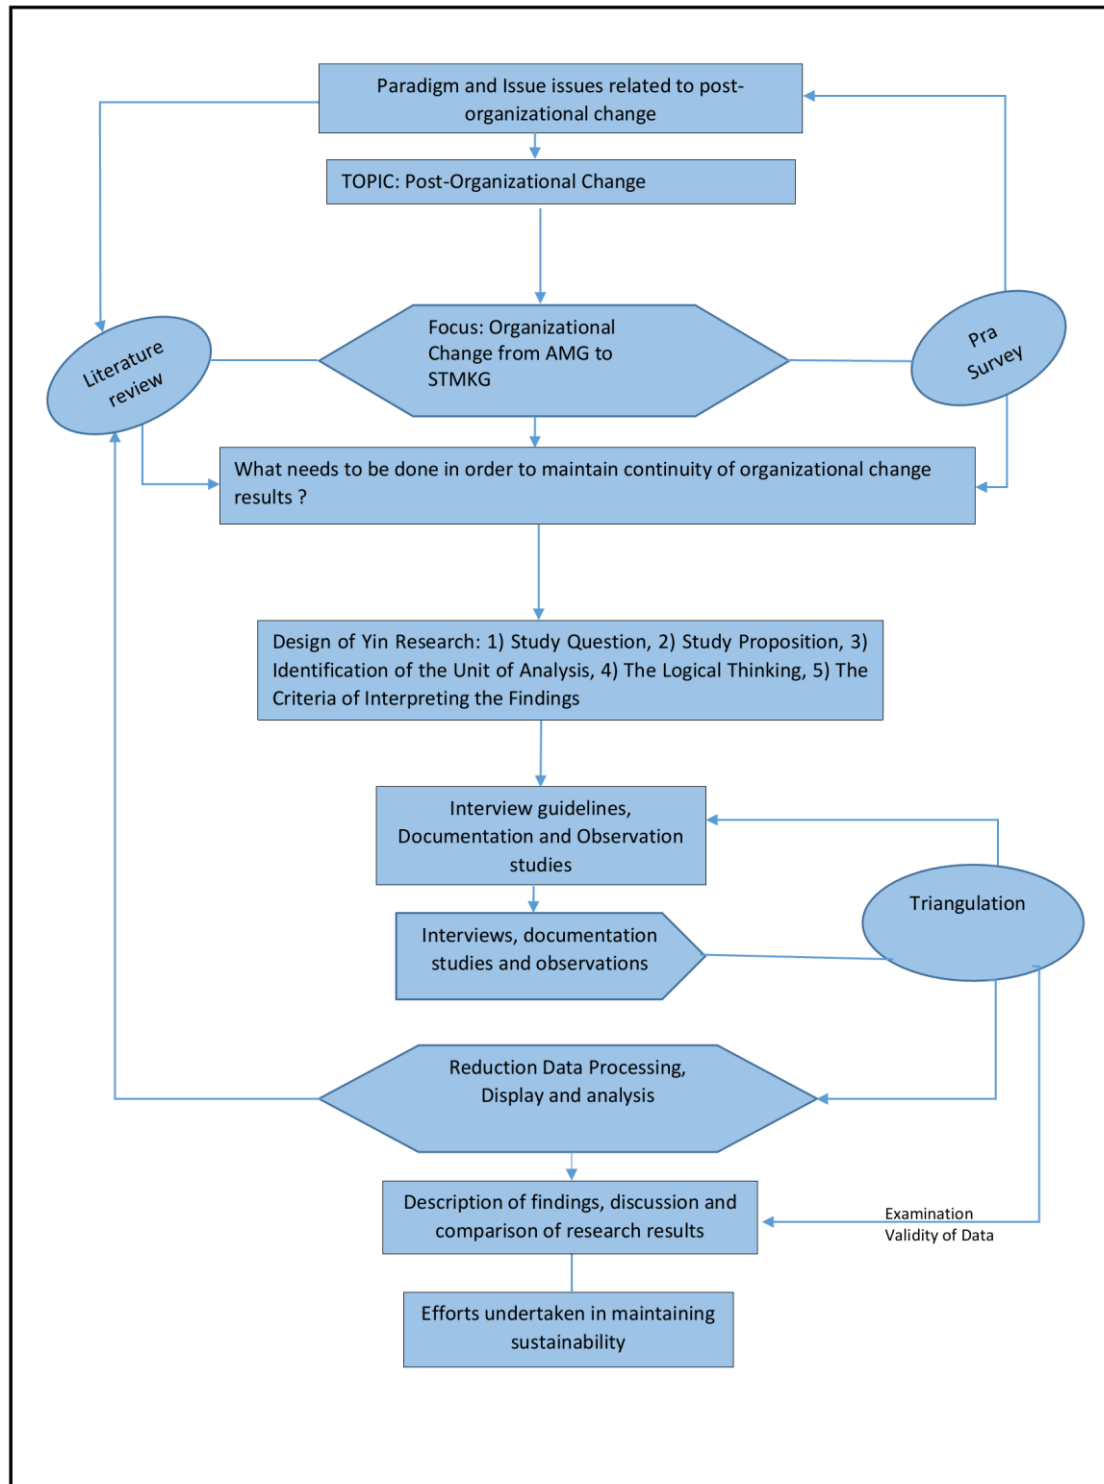 Paradigm and Issue issues related to post-
organizational change
TOPIC: Post-Organizational Change
Focus: Organizational
Change from AMG to
STMKG
Literature
review
Pra
Survey
What needs to be done in order to maintain continuity of organizational change
results ?
Design of Yin Research: 1) Study Question, 2) Study Proposition, 3)
Identification of the Unit of Analysis, 4) The Logical Thinking, 5) The
Criteria of Interpreting the Findings
Interview guidelines,
Documentation and Observation
studies
Triangulation
Interviews, documentation
studies and observations
Reduction Data Processing,
Display and analysis
Description of findings, discussion and
comparison of research results
Examination
Validity of Data
Efforts undertaken in maintaining
sustainability